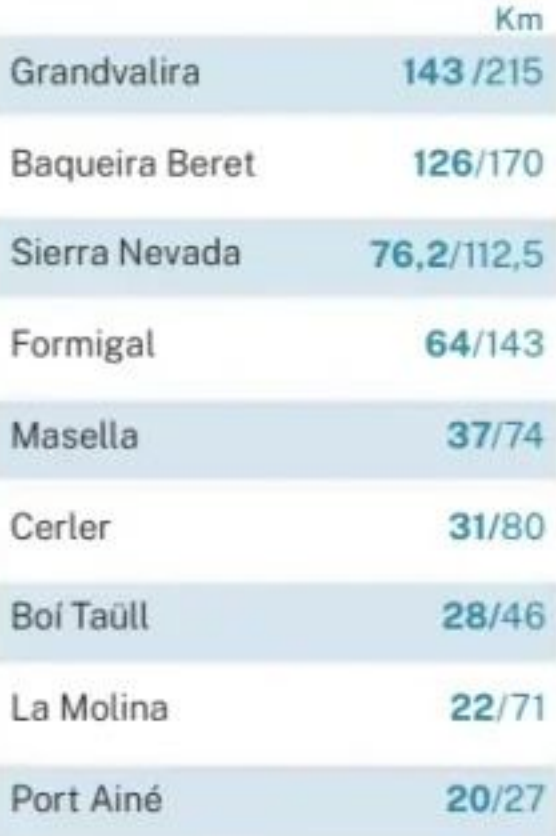 Km
Grandvalira 143 /215
Baqueira Beret 126/170
Sierra Nevada 76,2/112,5
Formigal 64/143
Masella 37/74
Cerler 31/80
Boí Taüll 28/46
La Molina 22/71
Port Ainé 20/27